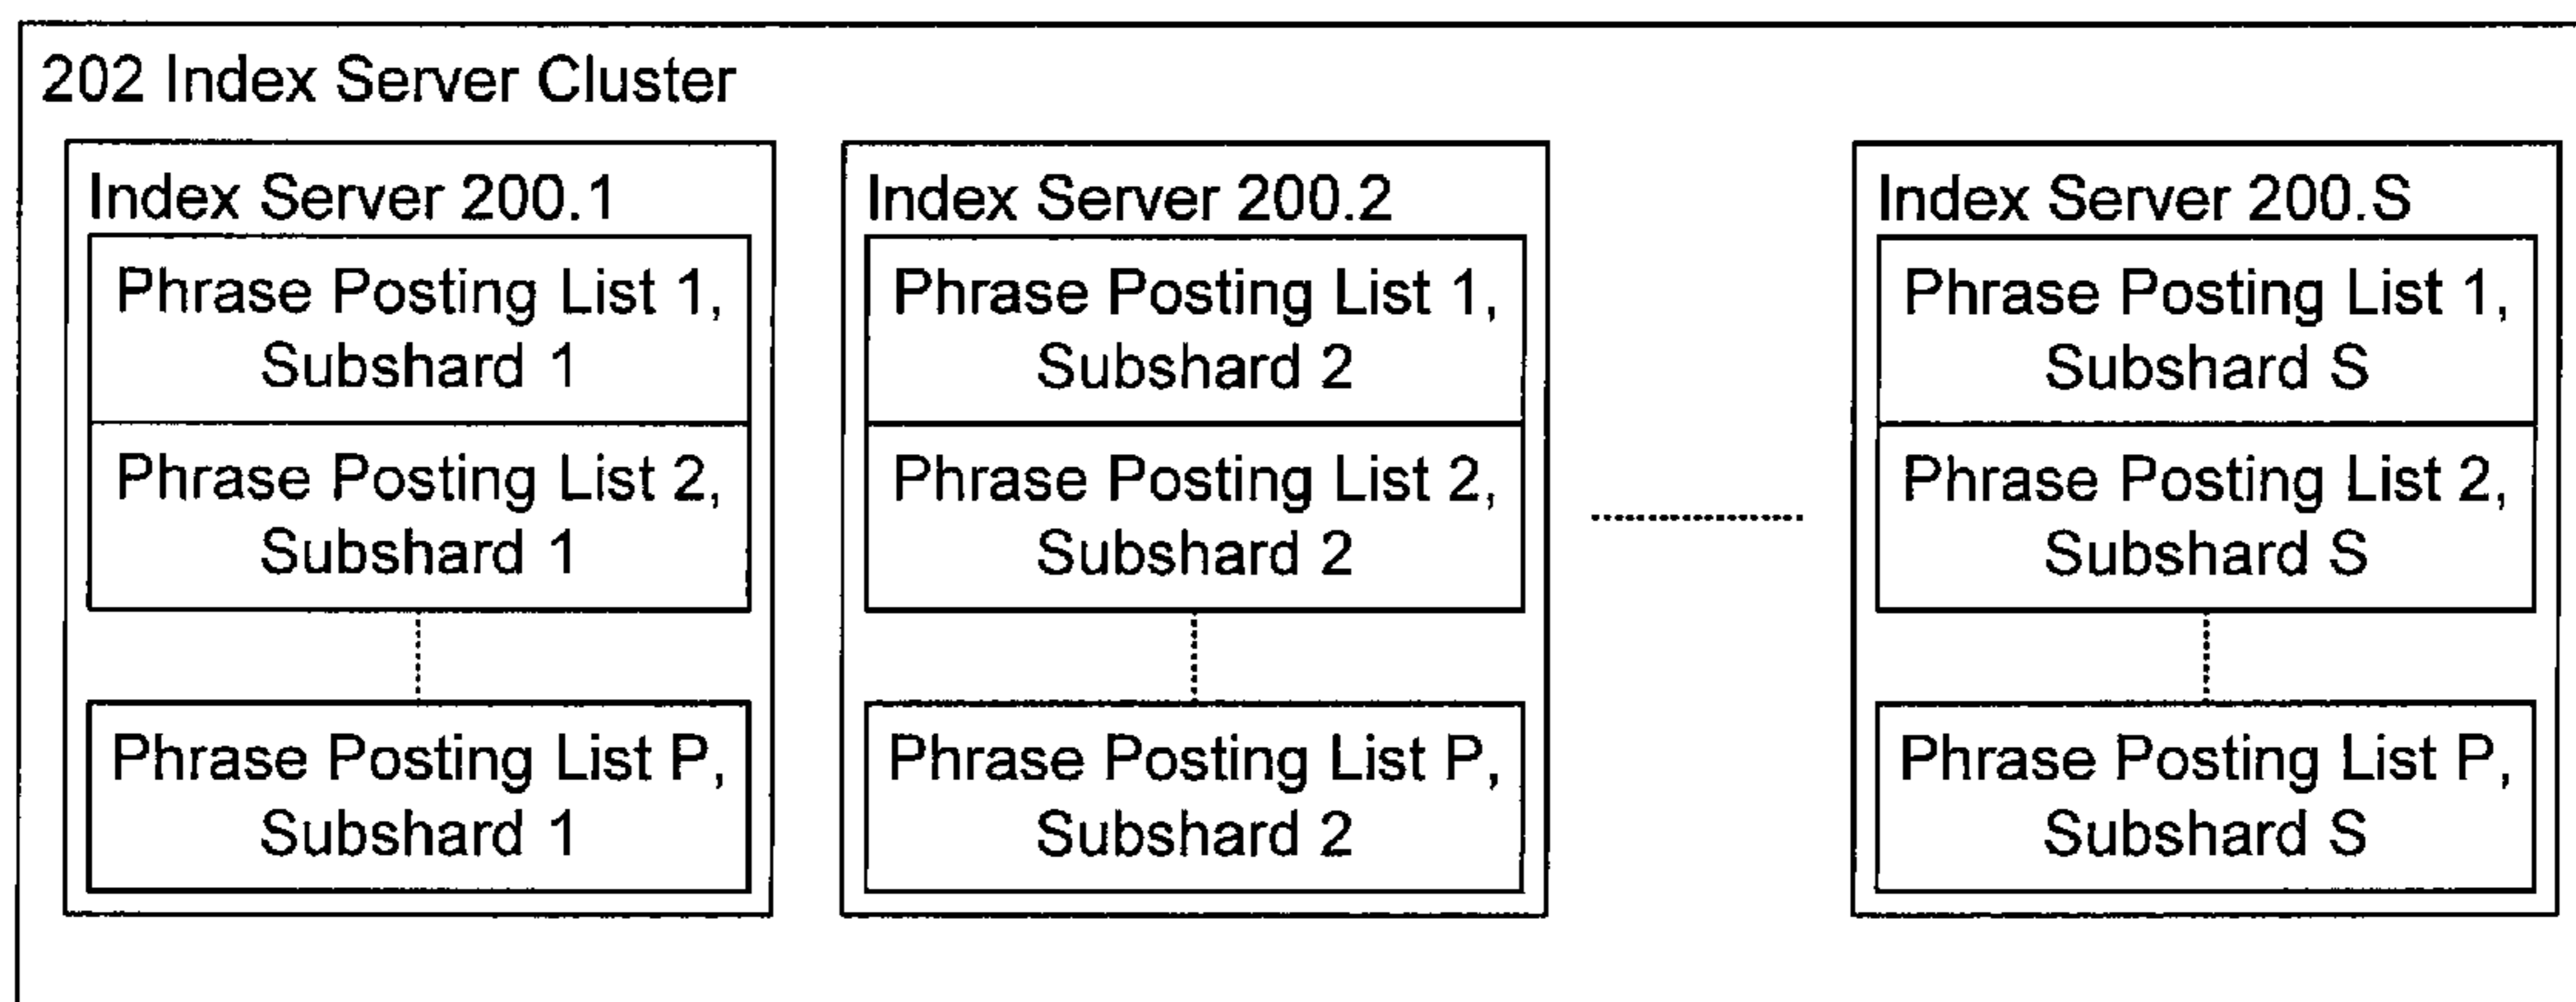 202 Index Server Cluster
Index Server 200.1
Phrase Posting List 1,
Subshard 1
Phrase Posting List 2,
Subshard 1
Phrase Posting List P,
Subshard 1
Index Server 200.2
Phrase Posting List 1,
Subshard 2
Phrase Posting List 2,
Subshard 2
Phrase Posting List P,
Subshard 2
Index Server 200.S
Phrase Posting List 1,
Subshard S
Phrase Posting List 2,
Subshard S
Phrase Posting List P,
Subshard S